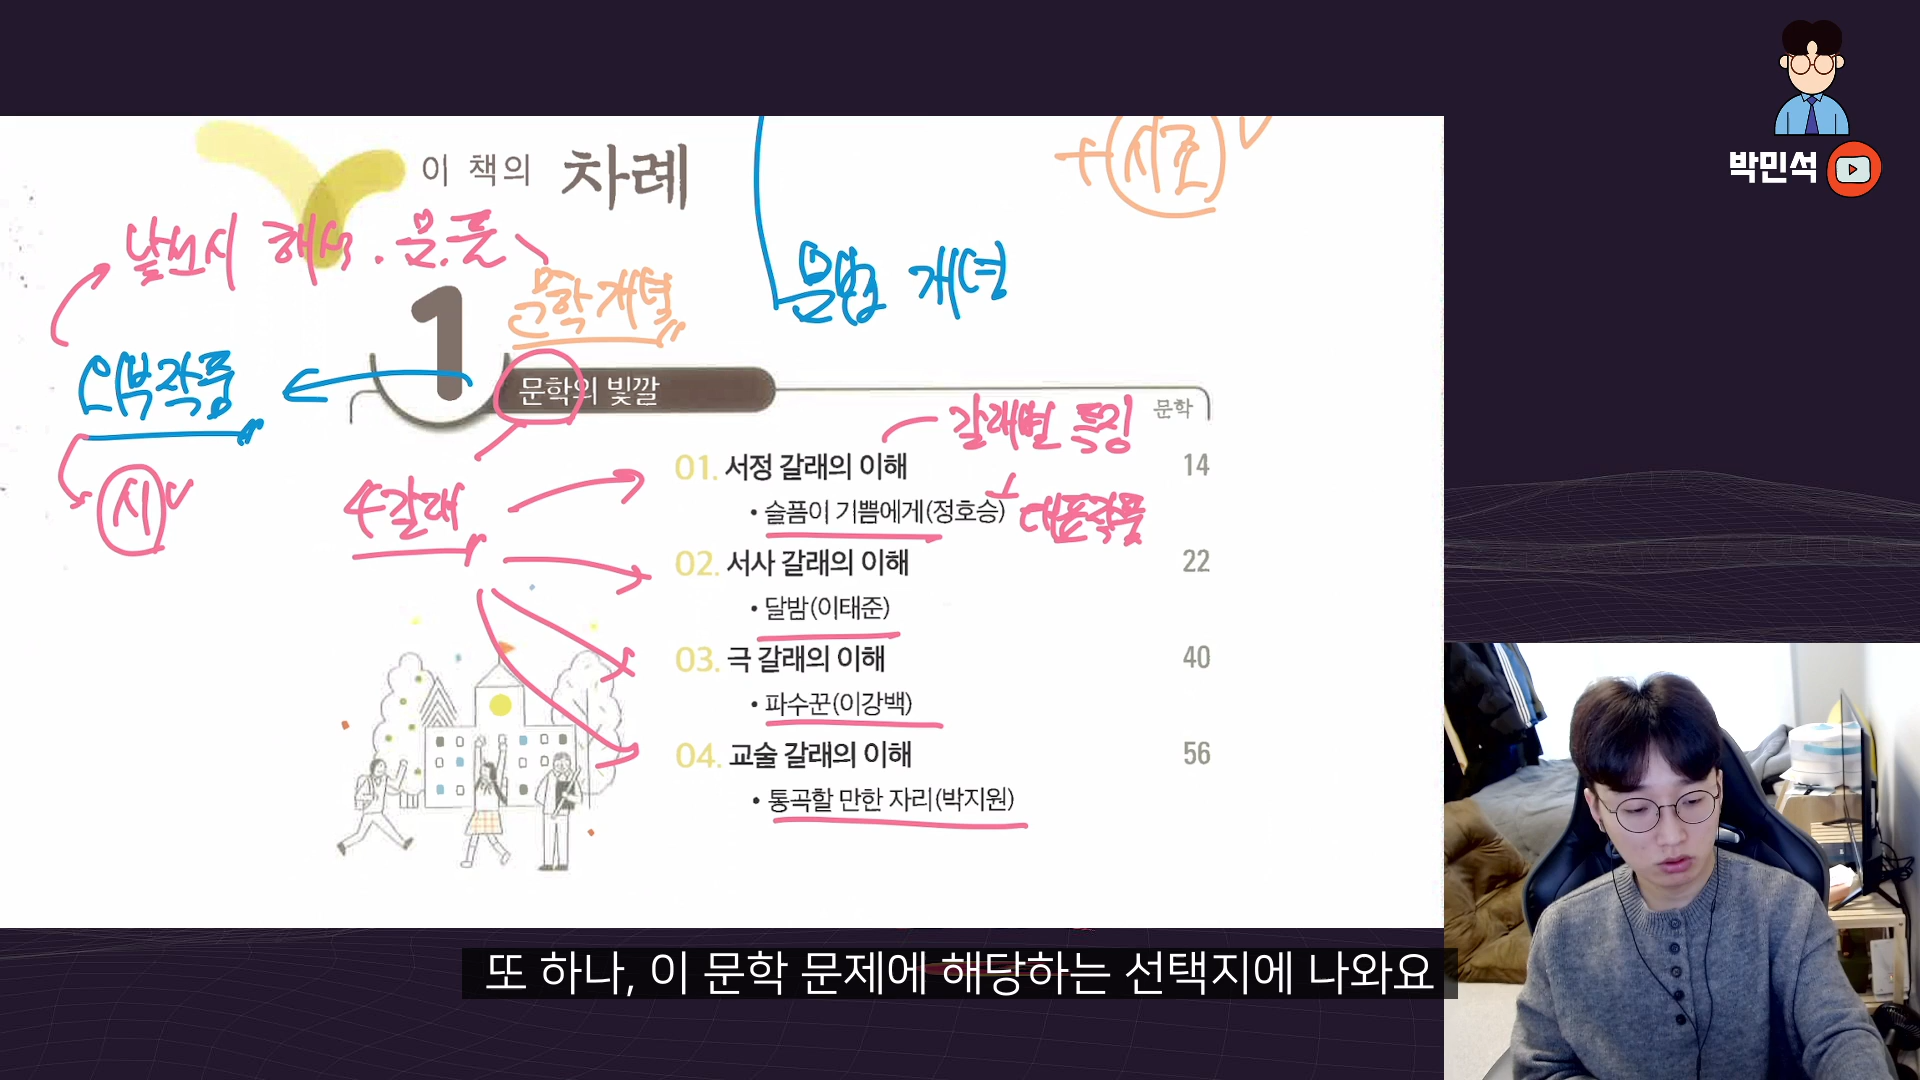 박민석
+ 시조
이 책의 차례
낯선시 해석. 문.풀
문학개념
문법 개념
1
외부작품
문학의 빛깔
문학
갈래별 특징
01. 서정 갈래의 이해 14
+
• 슬픔이 기쁨에게(정호승)
대표작품
시
4갈래
02. 서사 갈래의 이해 22
• 달밤(이태준)
03. 극 갈래의 이해 40
• 파수꾼(이강백)
04. 교술 갈래의 이해 56
• 통곡할 만한 자리(박지원)
또 하나, 이 문학 문제에 해당하는 선택지에 나와요